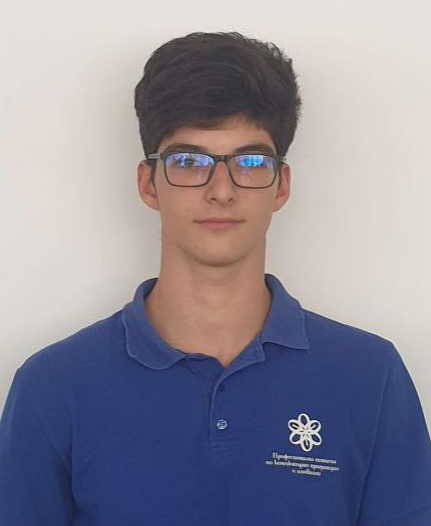 Професионална гимназия
по компютърно програмиране
и иновации